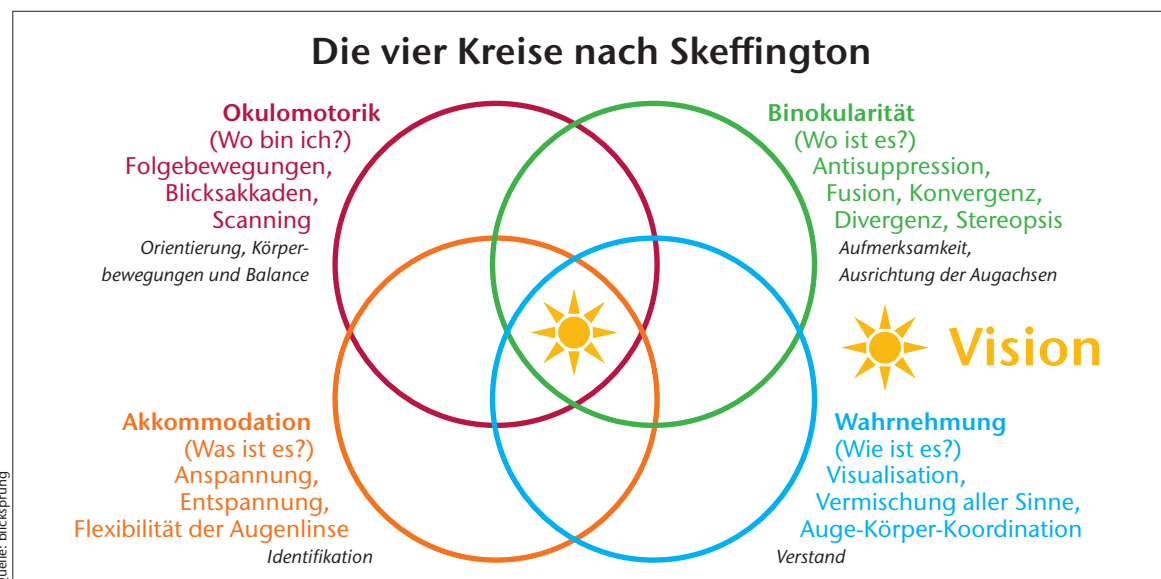 Die vier Kreise nach Skeffington
Okulomotorik
(Wo bin ich?)
Folgebewegungen,
Blicksakkaden,
Scanning
Orientierung, Körper-
bewegungen und Balance
Binokularität
(Wo ist es?)
Antisuppression,
Fusion, Konvergenz,
Divergenz, Stereopsis
Aufmerksamkeit,
Ausrichtung der Augachsen
Vision
Akkommodation
(Was ist es?)
Anspannung,
Entspannung,
Flexibilität der Augenlinse
Identifikation
Wahrnehmung
(Wie ist es?)
Visualisation,
Vermischung aller Sinne,
Auge-Körper-Koordination
Verstand
blicksprung